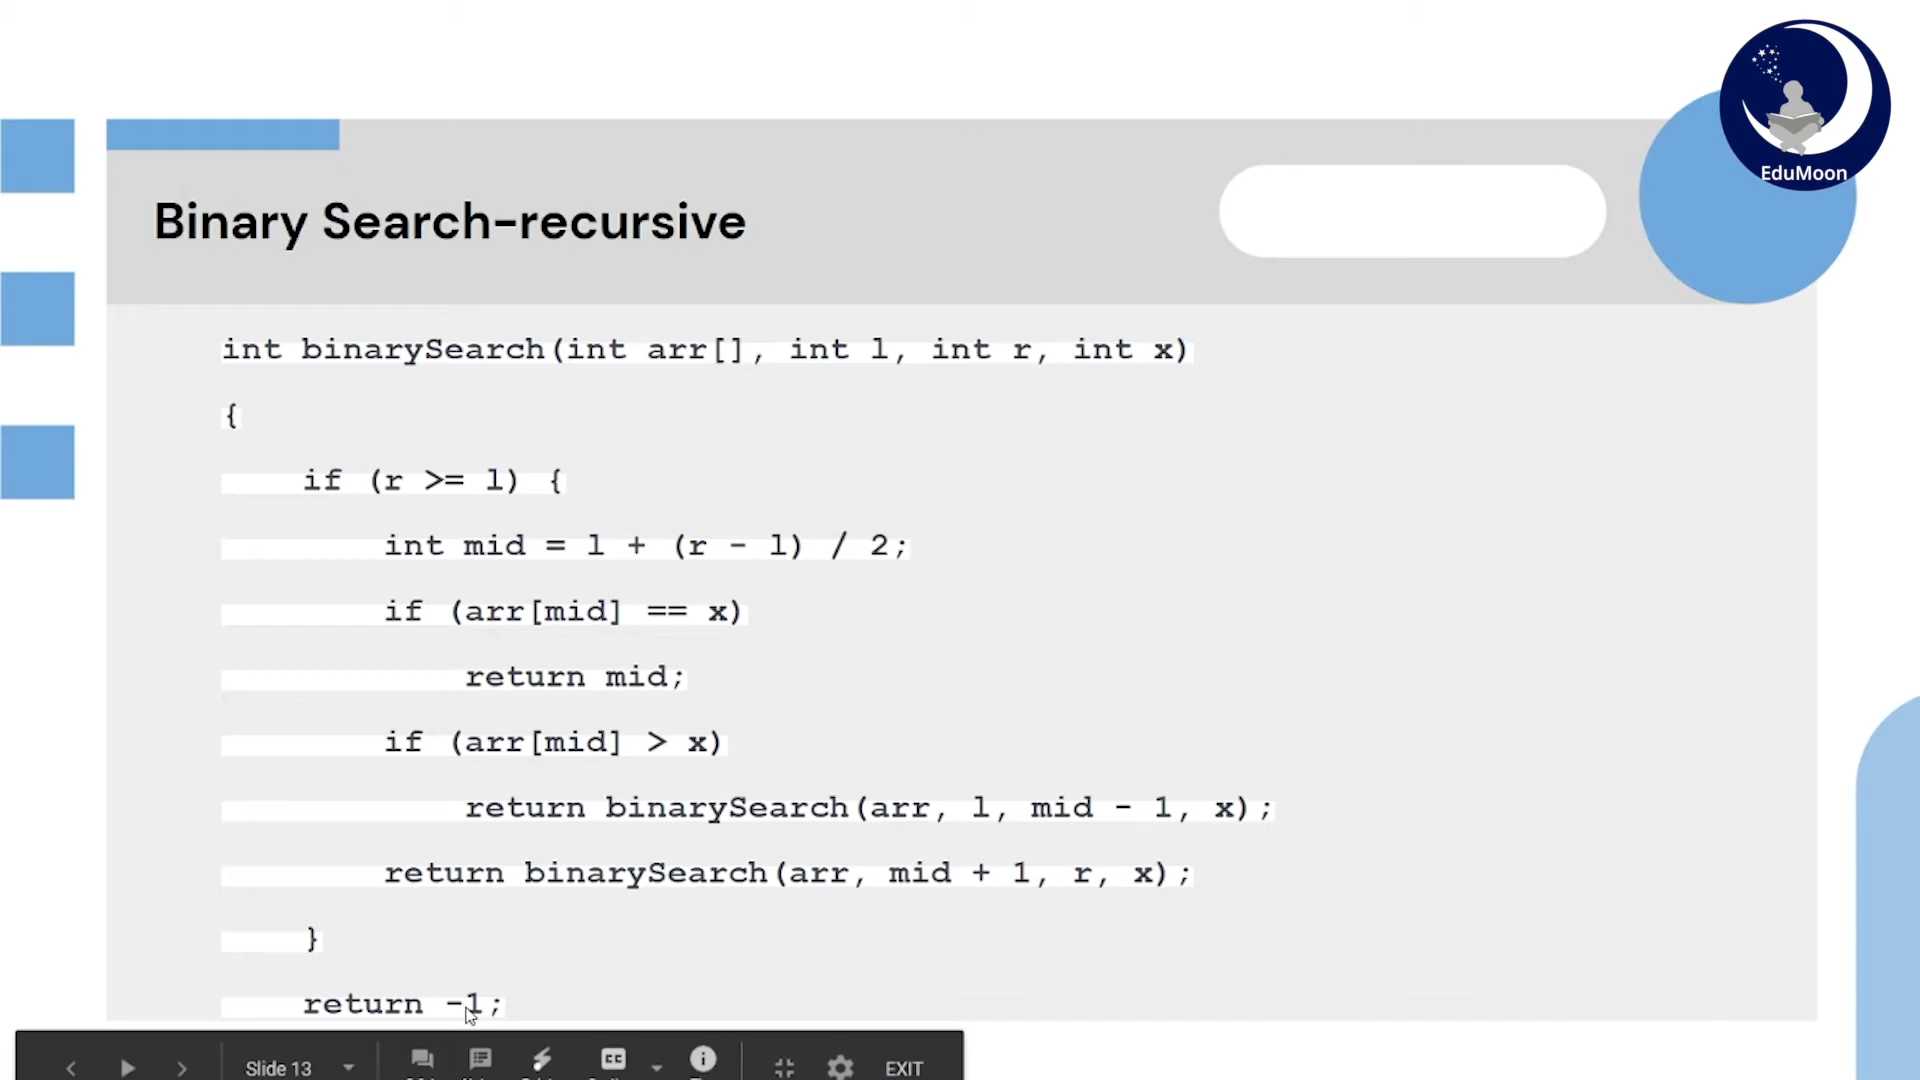 EduMoon
Binary Search-recursive
int binarySearch(int arr[], int l, int r, int x)
{
if (r >= l) {
int mid = l + (r - l) / 2;
if (arr[mid] == x)
return mid;
if (arr[mid] > x)
return binarySearch(arr, l, mid - 1, x);
return binarySearch(arr, mid + 1, r, x);
}
return -1;
Slide 13
CC
EXIT